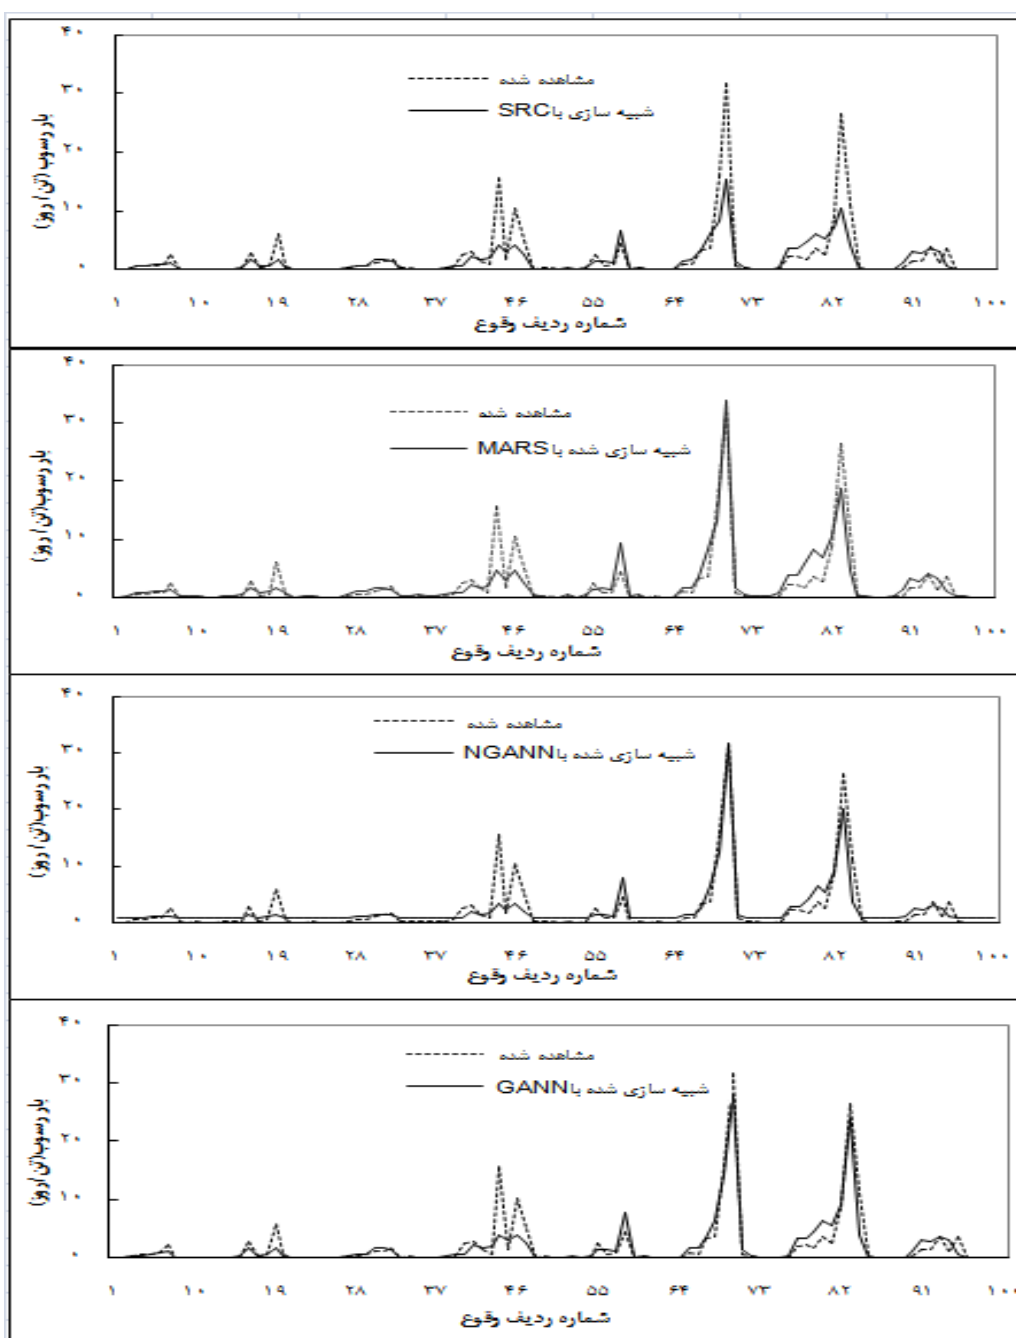 ۴۰
۳۰
۲۰
۱۰
۰
بار رسوب(تن/روز)
مشاهده شده
شبیه سازی با SRC
۱ ۱۰ ۱۹ ۲۸ ۳۷ ۴۶ ۵۵ ۶۴ ۷۳ ۸۲ ۹۱ ۱۰۰
شماره ردیف وقوع
۴۰
۳۰
۲۰
۱۰
۰
بار رسوب(تن/روز)
مشاهده شده
شبیه سازی شده با MARS
۱ ۱۰ ۱۹ ۲۸ ۳۷ ۴۶ ۵۵ ۶۴ ۷۳ ۸۲ ۹۱ ۱۰۰
شماره ردیف وقوع
۴۰
۳۰
۲۰
۱۰
۰
بار رسوب(تن/روز)
مشاهده شده
شبیه سازی شده با NGANN
۱ ۱۰ ۱۹ ۲۸ ۳۷ ۴۶ ۵۵ ۶۴ ۷۳ ۸۲ ۹۱ ۱۰۰
شماره ردیف وقوع
۴۰
۳۰
۲۰
۱۰
۰
بار رسوب(تن/روز)
مشاهده شده
شبیه سازی شده با GANN
۱ ۱۰ ۱۹ ۲۸ ۳۷ ۴۶ ۵۵ ۶۴ ۷۳ ۸۲ ۹۱ ۱۰۰
شماره ردیف وقوع